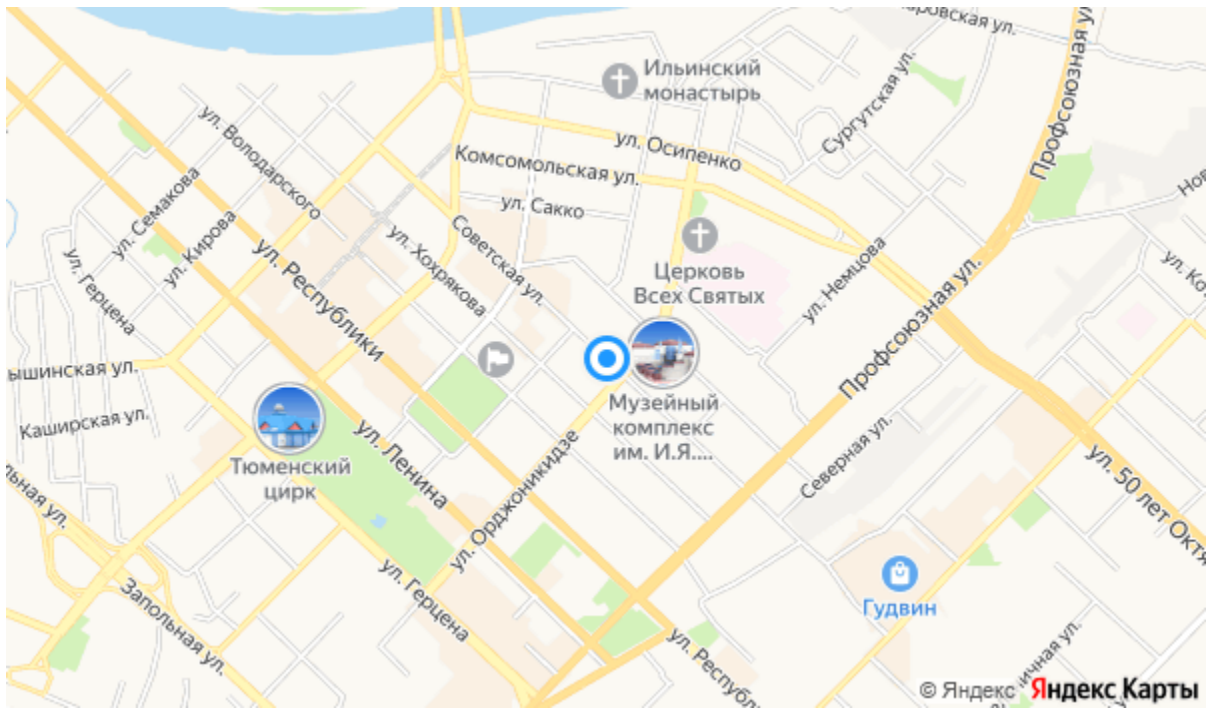 Профсоюзная ул.
Ильинский
монастырь
Сургутская ул.
ул. Володарского
ул. Осипенко
Комсомольская ул.
ул. Семакова
ул. Сакко
ул. Кирова
ул. Герцена
ул. Хохрякова
Советская ул.
Церковь
Всех Святых
ул. Немцова
ул. Республики
Профсоюзная ул.
Каширская ул.
Музейный
комплекс
им. И.Я....
Тюменский
цирк
ул. Ленина
ул. Орджоникидзе
Северная ул.
ул. 50 лет Октя
Гудвин
ул. Герцена
Запольная ул.
ул. Республ
© Яндекс Яндекс Карты